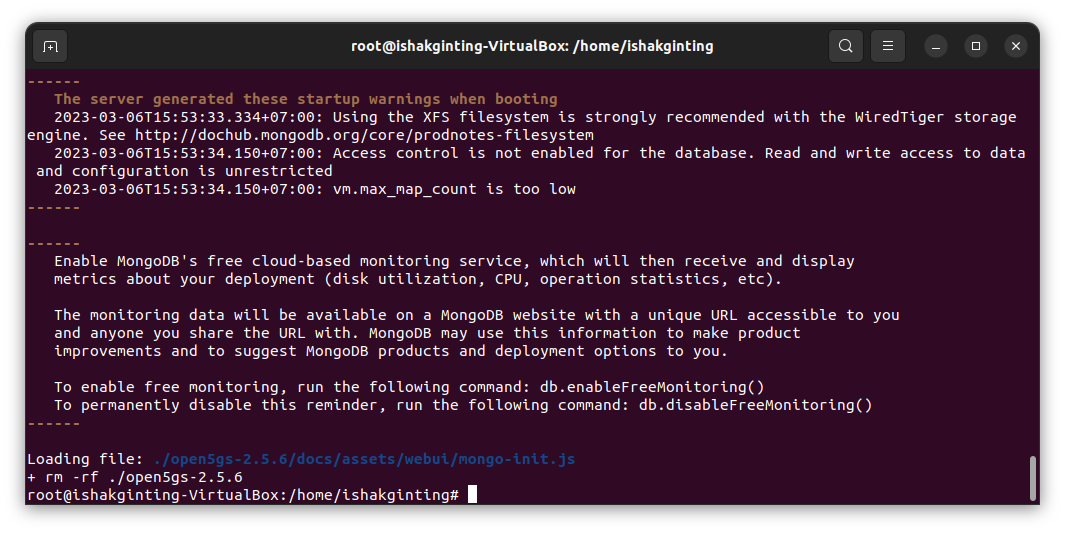 root@ishakginting-VirtualBox: /home/ishakginting
------
The server generated these startup warnings when booting
2023-03-06T15:53:33.334+07:00: Using the XFS filesystem is strongly recommended with the WiredTiger storage
engine. See http://dochub.mongodb.org/core/prodnotes-filesystem
2023-03-06T15:53:34.150+07:00: Access control is not enabled for the database. Read and write access to data
and configuration is unrestricted
2023-03-06T15:53:34.150+07:00: vm.max_map_count is too low
------
------
Enable MongoDB's free cloud-based monitoring service, which will then receive and display
metrics about your deployment (disk utilization, CPU, operation statistics, etc).
The monitoring data will be available on a MongoDB website with a unique URL accessible to you
and anyone you share the URL with. MongoDB may use this information to make product
improvements and to suggest MongoDB products and deployment options to you.
To enable free monitoring, run the following command: db.enableFreeMonitoring()
To permanently disable this reminder, run the following command: db.disableFreeMonitoring()
------
Loading file: ./open5gs-2.5.6/docs/assets/webui/mongo-init.js
+ rm -rf ./open5gs-2.5.6
root@ishakginting-VirtualBox:/home/ishakginting#